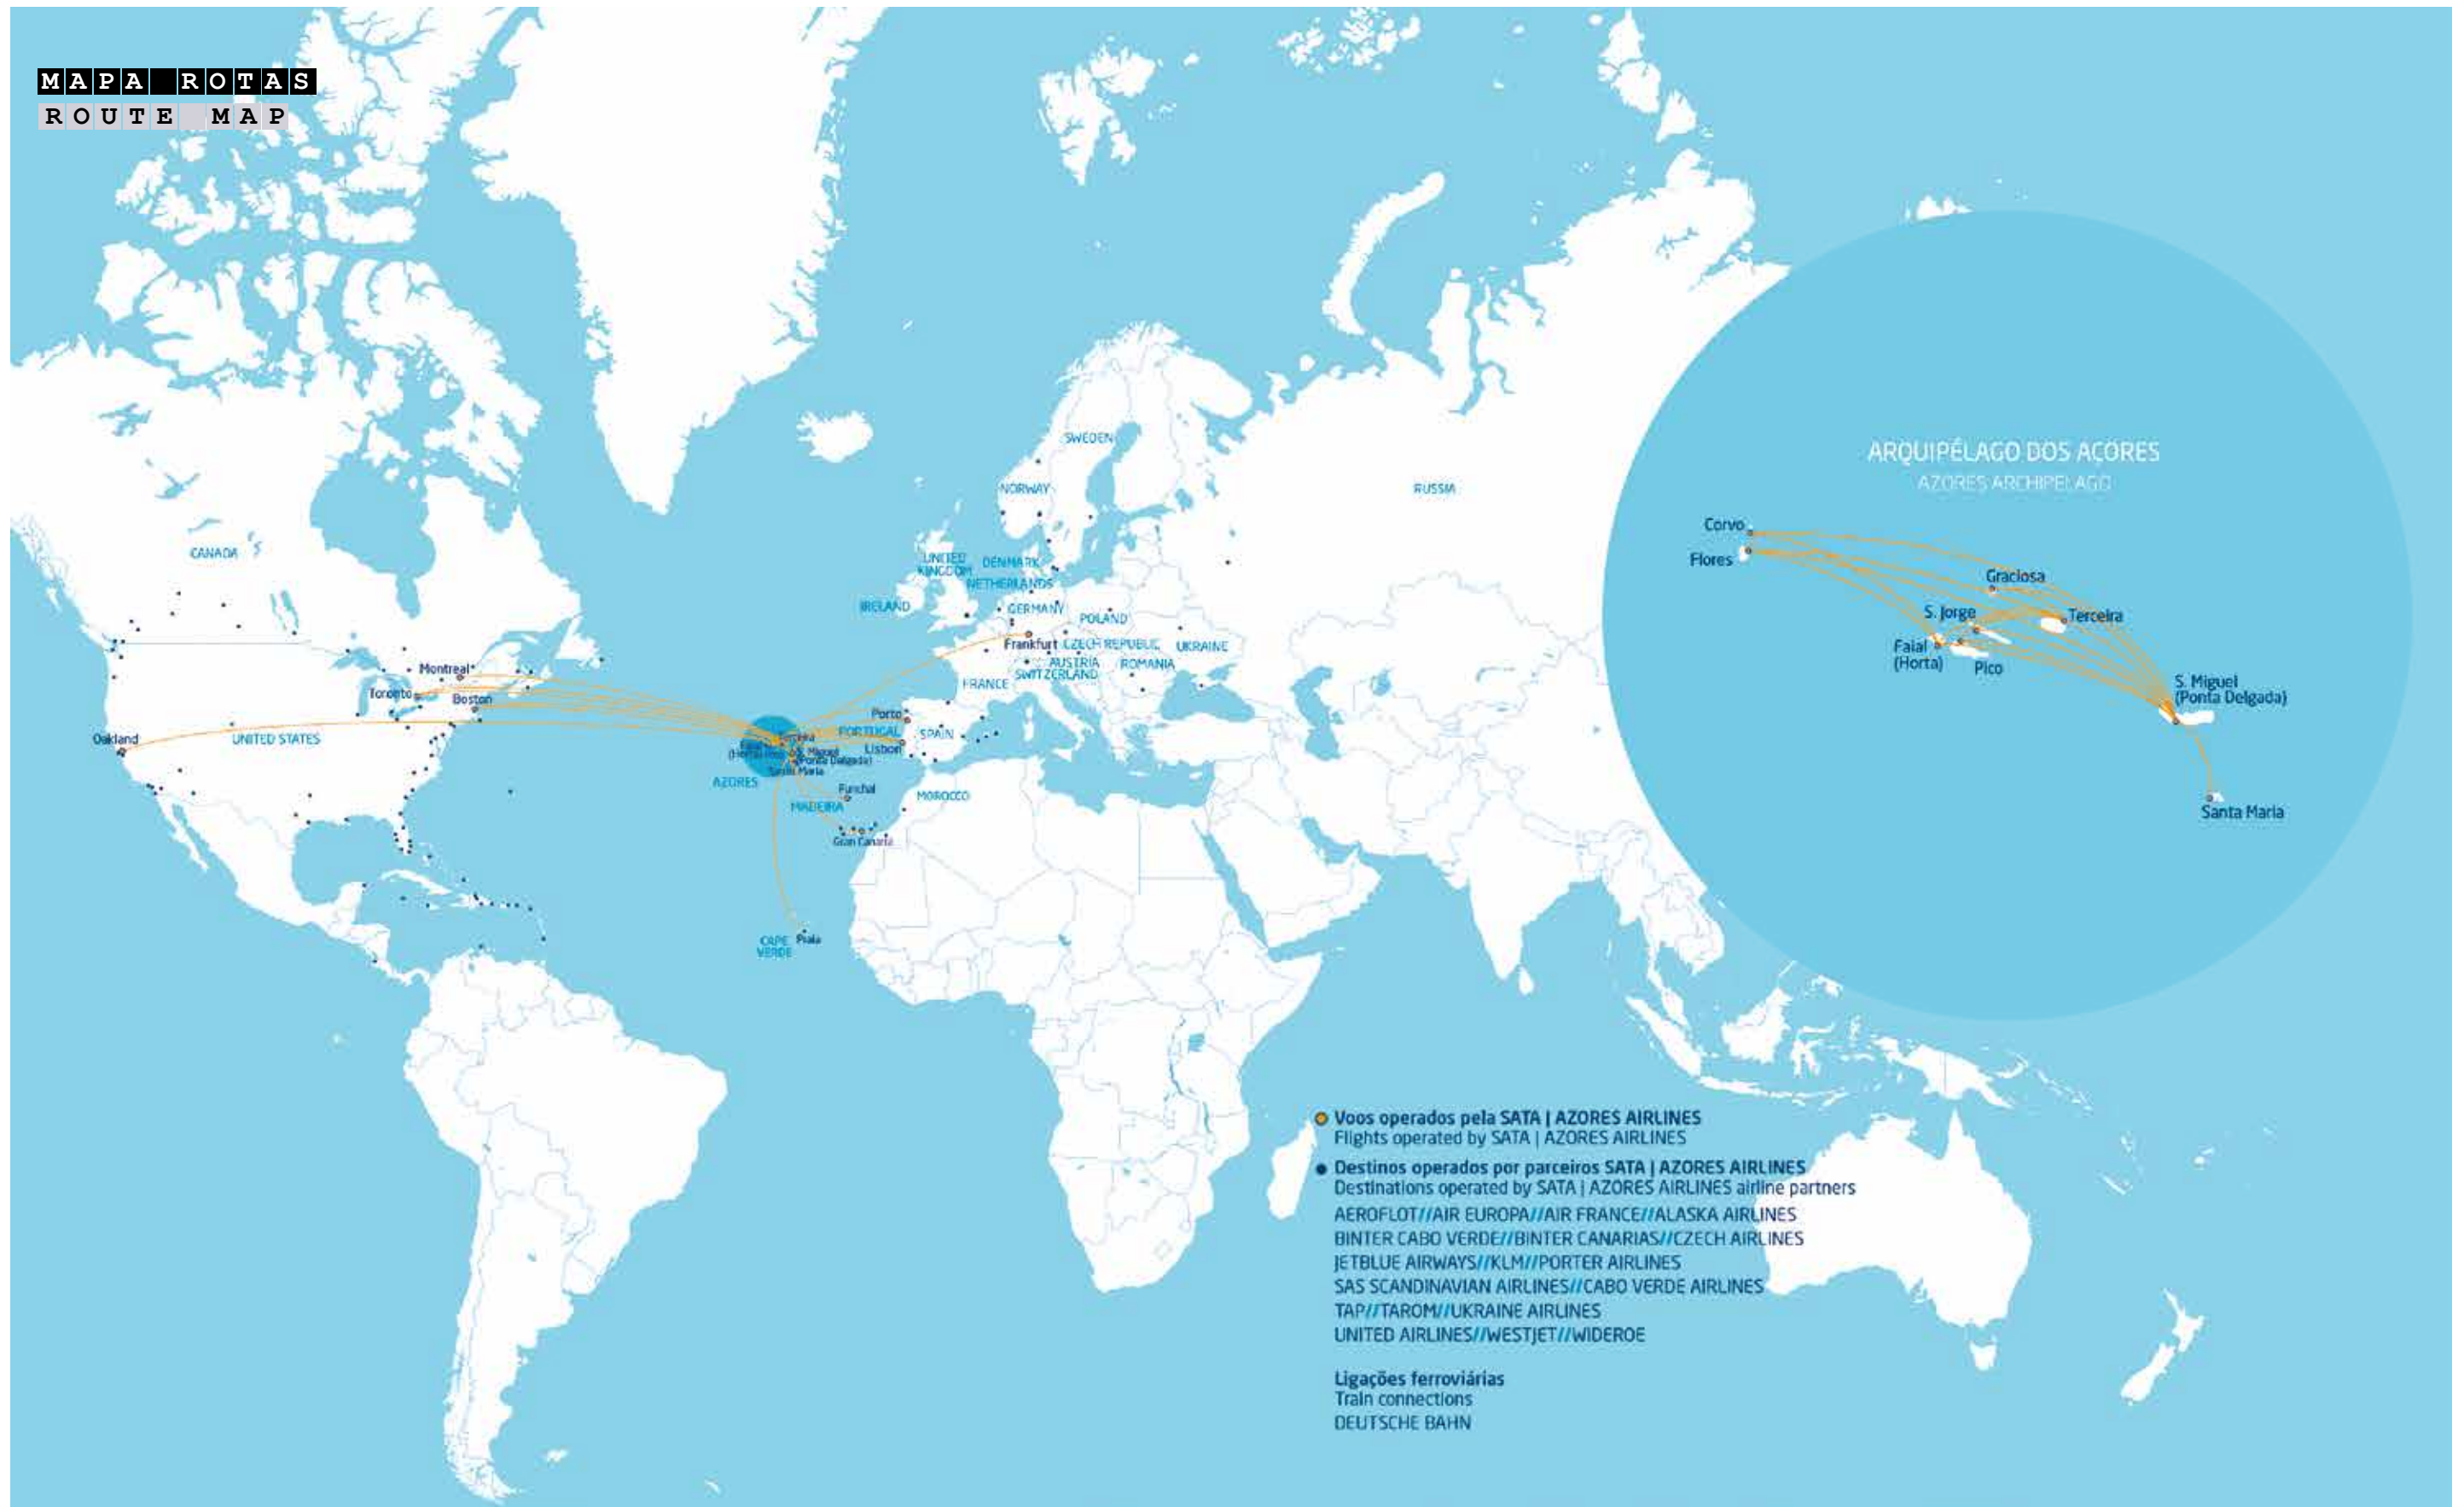 MAPA ROTAS
ROUTE MAP
SWEDEN
NORWAY
RUSSIA
CANADA
UNITED
KINGDOM
DENMARK
NETHERLANDS
IRELAND
GERMANY
POLAND
Frankfurt
CZECH REPUBLIC
UKRAINE
AUSTRIA
ROMANIA
SWITZERLAND
FRANCE
Montreal
Toronto
Boston
Oakland
UNITED STATES
Porto
PORTUGAL
SPAIN
Lisbon
S. Miguel
(Ponta Delgada)
Santa Maria
AZORES
Funchal
MADEIRA
MOROCCO
Gran Canaria
CAPE
VERDE
Praia
ARQUIPÉLAGO DOS AÇORES
AZORES ARCHIPELAGO
Corvo
Flores
Graciosa
S. Jorge
Terceira
Faial
(Horta)
Pico
S. Miguel
(Ponta Delgada)
Santa Maria
Voos operados pela SATA | AZORES AIRLINES
Flights operated by SATA | AZORES AIRLINES
Destinos operados por parceiros SATA | AZORES AIRLINES
Destinations operated by SATA | AZORES AIRLINES airline partners
AEROFLOT//AIR EUROPA//AIR FRANCE//ALASKA AIRLINES
BINTER CABO VERDE//BINTER CANARIAS//CZECH AIRLINES
JETBLUE AIRWAYS//KLM//PORTER AIRLINES
SAS SCANDINAVIAN AIRLINES//CABO VERDE AIRLINES
TAP//TAROM//UKRAINE AIRLINES
UNITED AIRLINES//WESTJET//WIDEROE
Ligações ferroviárias
Train connections
DEUTSCHE BAHN